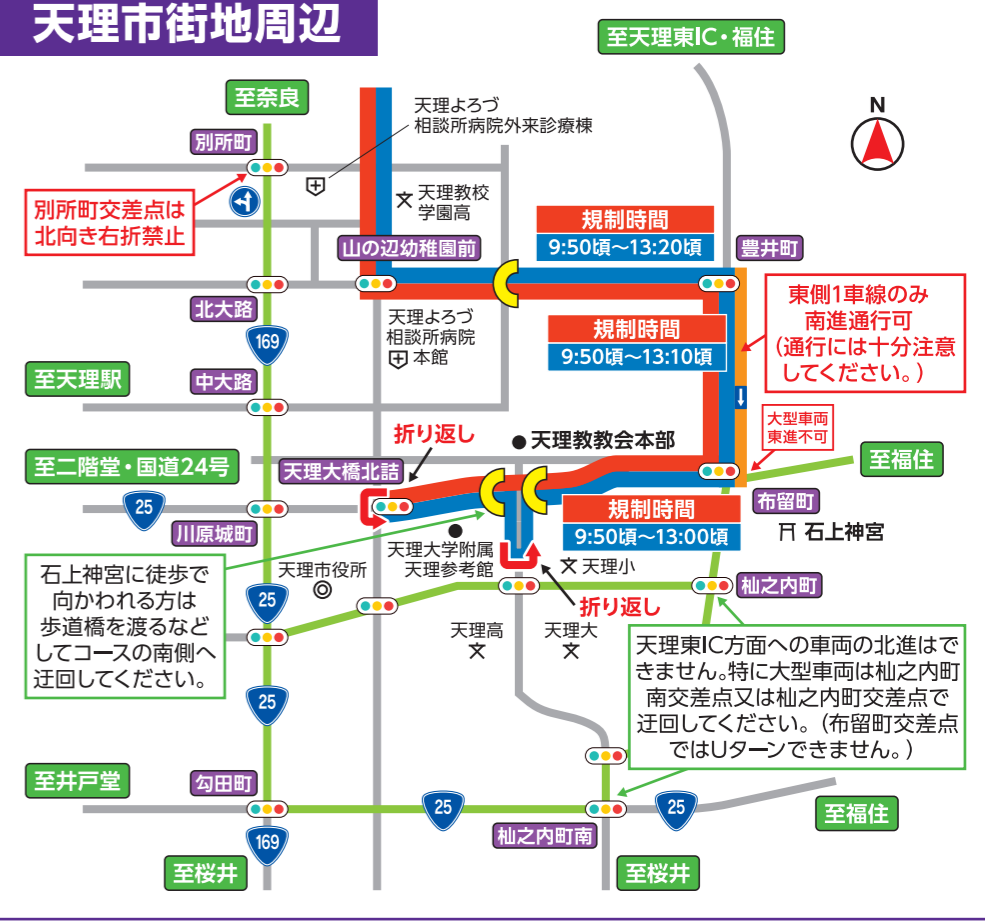 天理市街地周辺
至天理東IC・福住
N
至奈良
天理よろづ
相談所病院外来診療棟
別所町
別所町交差点は
北向き右折禁止
文 天理教校
学園高
規制時間
9:50頃〜13:20頃
山の辺幼稚園前
豊井町
東側1車線のみ
南進通行可
(通行には十分注意
してください。)
北大路
169
天理よろづ
相談所病院
本館
規制時間
9:50頃〜13:10頃
至天理駅
中大路
大型車両
東進不可
折り返し
天理教教会本部
至二階堂・国道24号
天理大橋北詰
至福住
25
川原城町
規制時間
9:50頃〜13:00頃
布留町
石上神宮
天理大学附属
天理参考館
文 天理小
石上神宮に徒歩で
向かわれる方は
歩道橋を渡るなど
してコースの南側へ
迂回してください。
天理市役所
25
折り返し
杣之内町
天理高
文
天理大
文
天理東IC方面への車両の北進はで
きません。特に大型車両は杣之内町
南交差点又は杣之内町交差点で
迂回してください。(布留町交差点
ではUターンできません。)
25
至井戸堂
勾田町
25
25
至福住
杣之内町南
169
至桜井
至桜井